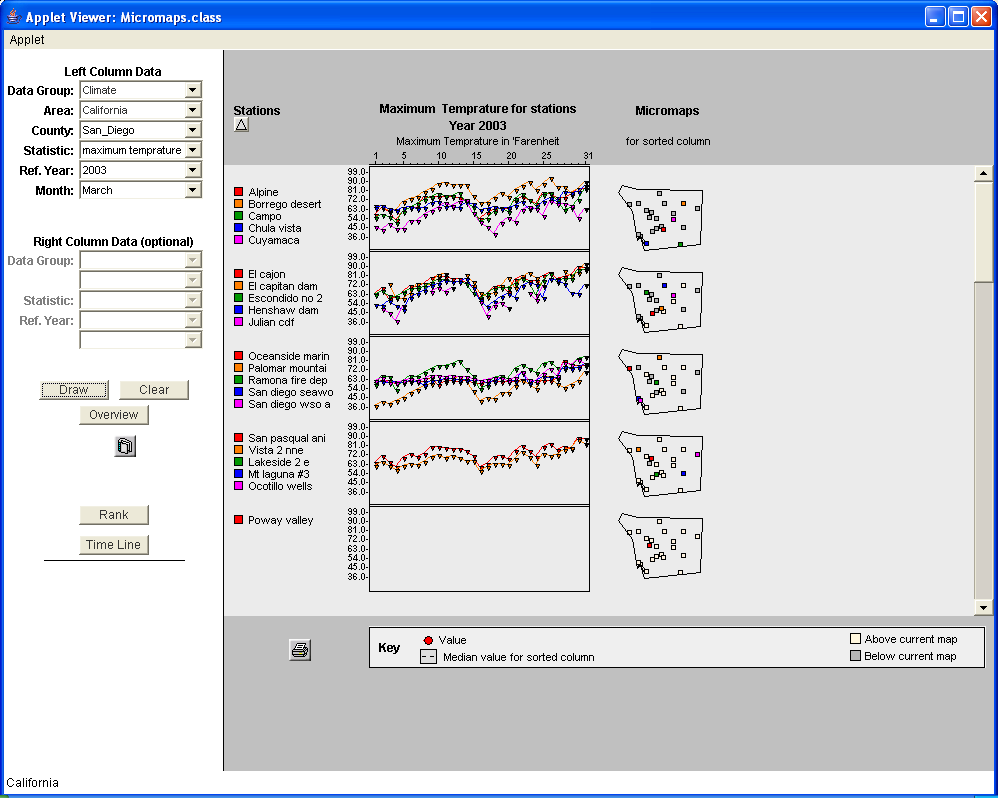 Applet Viewer: Micromaps.class
Applet
Left Column Data
Data Group: Climate
Area: California
County: San_Diego
Statistic: maximum temprature
Ref. Year: 2003
Month: March
Right Column Data (optional)
Data Group:
Statistic:
Ref. Year:
Draw Clear
Overview
Rank
Time Line
Stations
Maximum Temprature for stations
Year 2003
Maximum Temprature in 'Farenheit
1 5 10 15 20 25 31
Micromaps
for sorted column
99.0
90.0
81.0
72.0
63.0
54.0
45.0
36.0
Alpine
Borrego desert
Campo
Chula vista
Cuyamaca
99.0
90.0
81.0
72.0
63.0
54.0
45.0
36.0
El cajon
El capitan dam
Escondido no 2
Henshaw dam
Julian cdf
99.0
90.0
81.0
72.0
63.0
54.0
45.0
36.0
Oceanside marin
Palomar mountai
Ramona fire dep
San diego seawo
San diego wso a
99.0
90.0
81.0
72.0
63.0
54.0
45.0
36.0
San pasqual ani
Vista 2 nne
Lakeside 2 e
Mt laguna #3
Ocotillo wells
99.0
90.0
81.0
72.0
63.0
54.0
45.0
36.0
Poway valley
Key
Value
Median value for sorted column
Above current map
Below current map
California